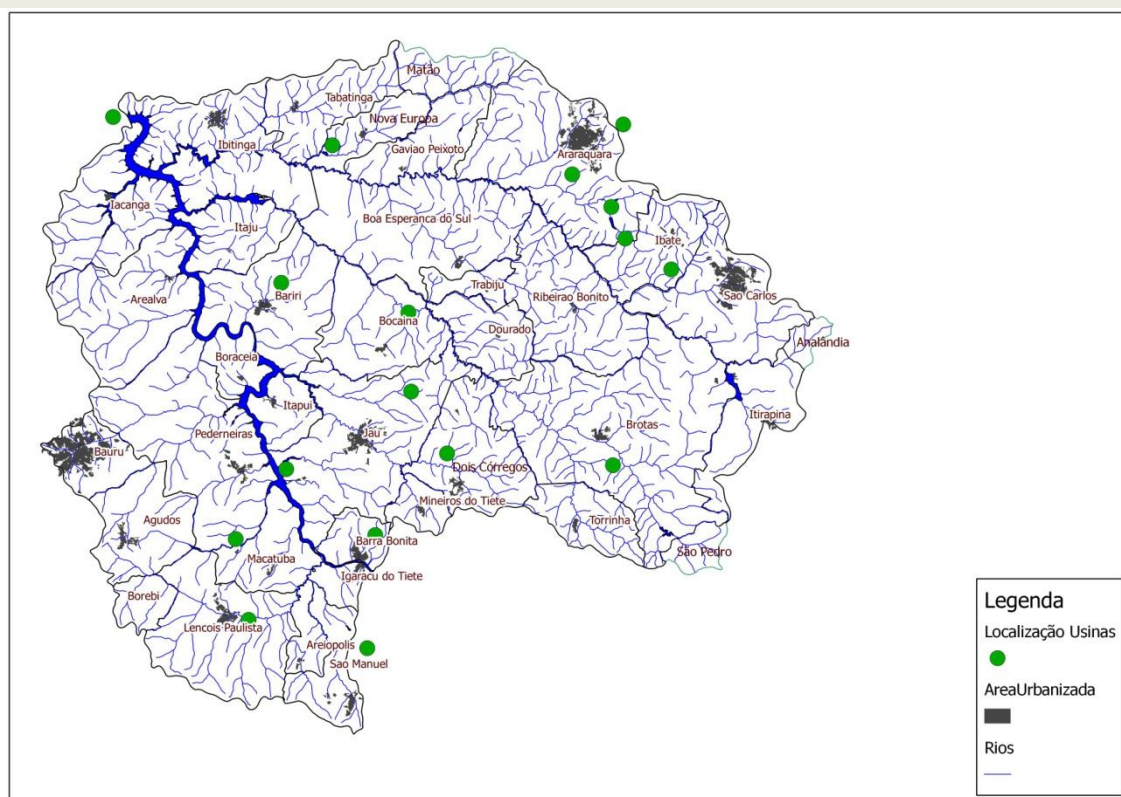 Matão
Tabatinga
Nova Europa
Ibitinga
Gaviao Peixoto
Araraquara
Iacanga
Boa Esperanca do Sul
Itaju
Ibate
Trabiju
Arealva
Bariri
Ribeirao Bonito
Sao Carlos
Bocaina
Dourado
Analândia
Boraceia
Itapui
Itirapina
Brotas
Pederneiras
Jau
Bauru
Dois Corregos
Mineiros do Tiete
Agudos
Torrinha
Barra Bonita
São Pedro
Macatuba
Igaracu do Tiete
Borebi
Lencois Paulista
Areiopolis
Sao Manuel
Legenda
Localização Usinas
AreaUrbanizada
Rios